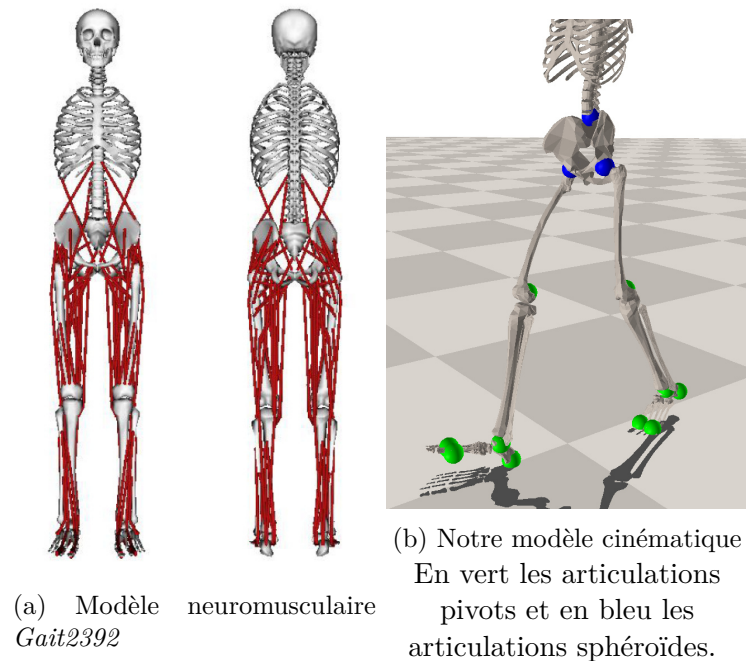 (a) Modèle neuromusculaire
Gait2392
(b) Notre modèle cinématique
En vert les articulations
pivots et en bleu les
articulations sphéroïdes.